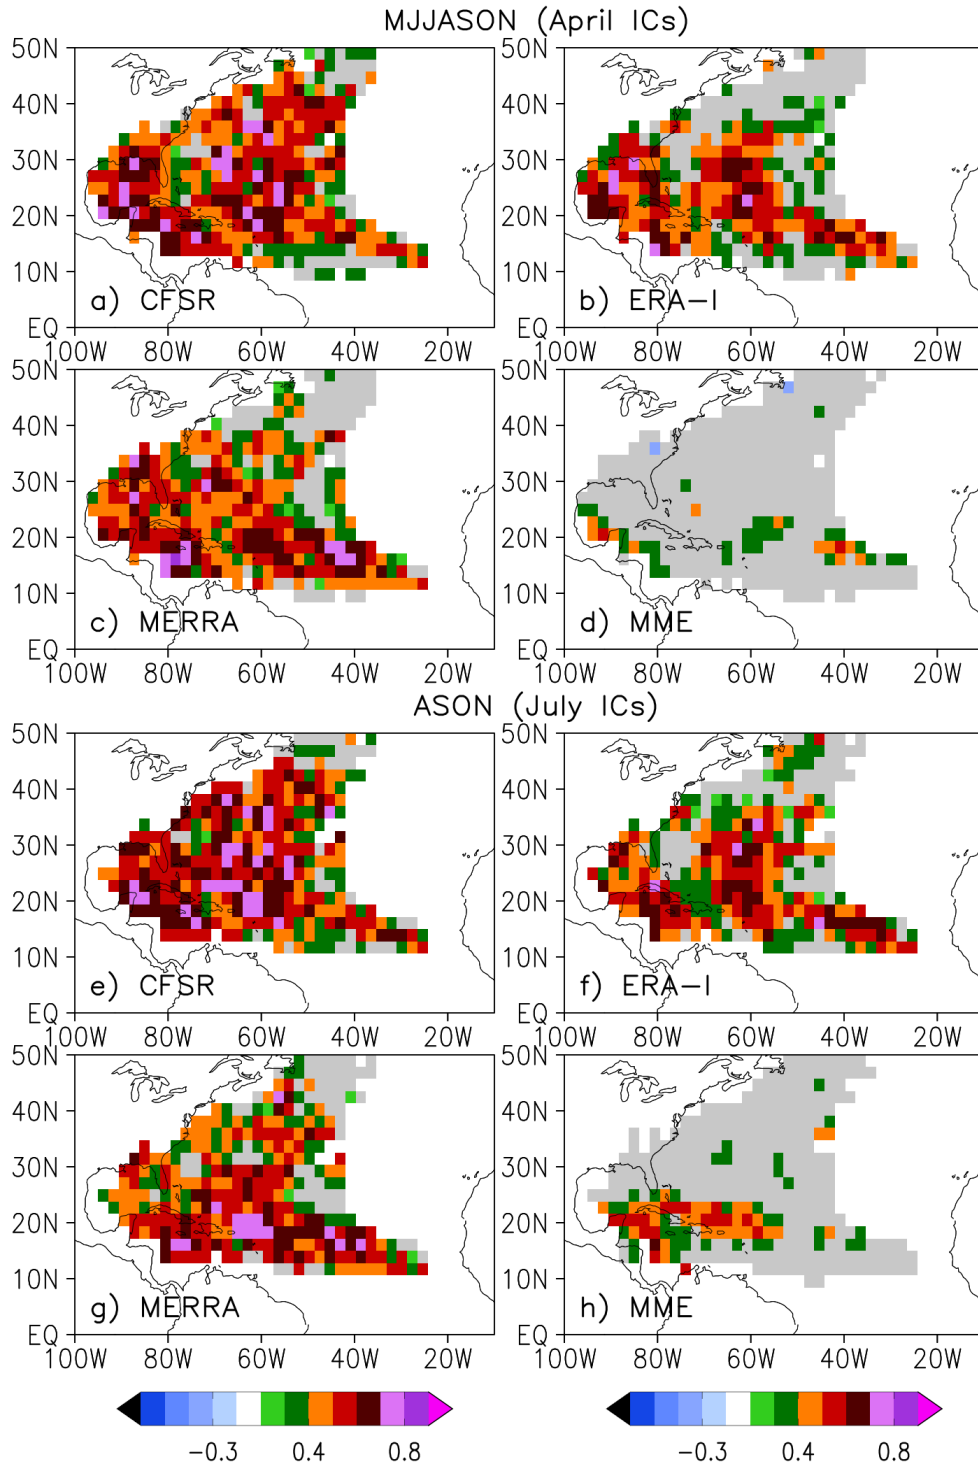 MJJASON (April ICs)
50N 50N
40N 40N
30N 30N
20N 20N
10N 10N
a) CFSR b) ERA-I
EQ EQ
100W 80W 60W 40W 20W 100W 80W 60W 40W 20W
50N 50N
40N 40N
30N 30N
20N 20N
10N 10N
c) MERRA d) MME
EQ EQ
100W 80W 60W 40W 20W 100W 80W 60W 40W 20W
ASON (July ICs)
50N 50N
40N 40N
30N 30N
20N 20N
10N 10N
e) CFSR f) ERA-I
EQ EQ
100W 80W 60W 40W 20W 100W 80W 60W 40W 20W
50N 50N
40N 40N
30N 30N
20N 20N
10N 10N
g) MERRA h) MME
EQ EQ
100W 80W 60W 40W 20W 100W 80W 60W 40W 20W
-0.3 0.4 0.8 -0.3 0.4 0.8